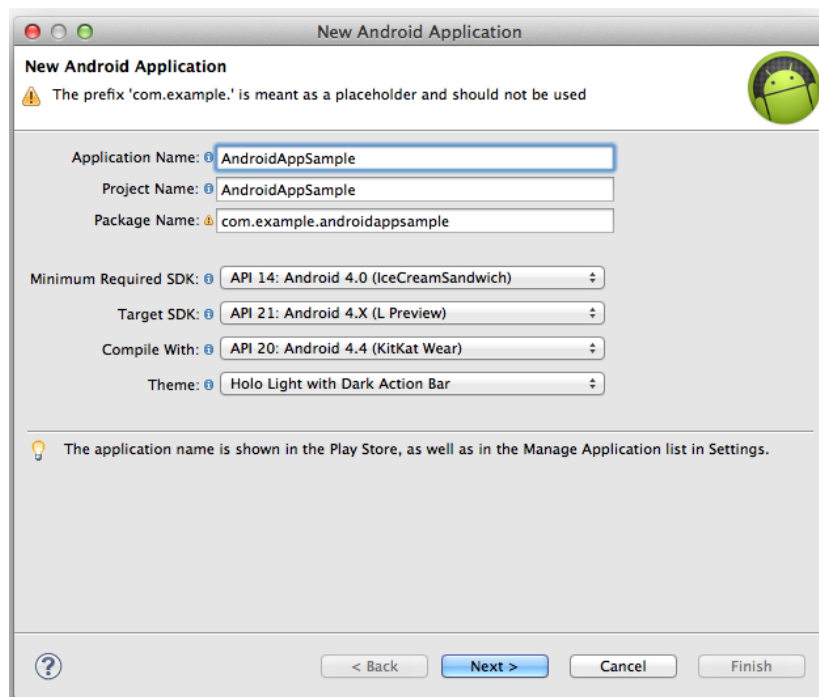 New Android Application
New Android Application
The prefix 'com.example.' is meant as a placeholder and should not be used
Application Name: AndroidAppSample
Project Name: AndroidAppSample
Package Name: com.example.androidappsample
Minimum Required SDK: API 14: Android 4.0 (IceCreamSandwich)
Target SDK: API 21: Android 4.X (L Preview)
Compile With: API 20: Android 4.4 (KitKat Wear)
Theme: Holo Light with Dark Action Bar
The application name is shown in the Play Store, as well as in the Manage Application list in Settings.
? < Back Next > Cancel Finish